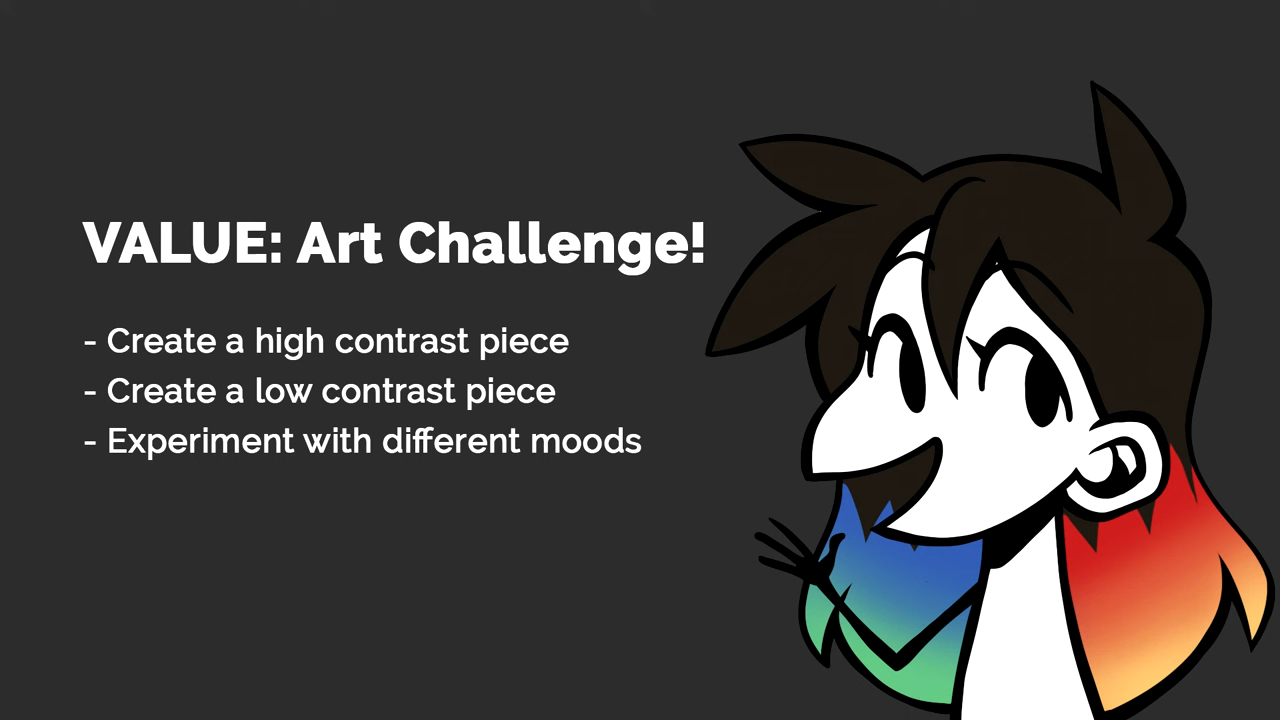 VALUE: Art Challenge!
- Create a high contrast piece
- Create a low contrast piece
- Experiment with different moods